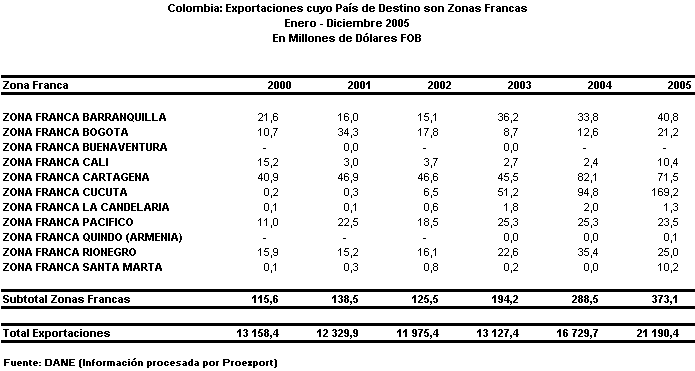 Colombia: Exportaciones cuyo País de Destino son Zonas Francas
Enero - Diciembre 2005
En Millones de Dólares FOB
Zona Franca 2000 2001 2002 2003 2004 2005
ZONA FRANCA BARRANQUILLA 21,6 16,0 15,1 36,2 33,8 40,8
ZONA FRANCA BOGOTA 10,7 34,3 17,8 8,7 12,6 21,2
ZONA FRANCA BUENAVENTURA - 0,0 - 0,0 - -
ZONA FRANCA CALI 15,2 3,0 3,7 2,7 2,4 10,4
ZONA FRANCA CARTAGENA 40,9 46,9 46,6 45,5 82,1 71,5
ZONA FRANCA CUCUTA 0,2 0,3 6,5 51,2 94,8 169,2
ZONA FRANCA LA CANDELARIA 0,1 0,1 0,6 1,8 2,0 1,3
ZONA FRANCA PACIFICO 11,0 22,5 18,5 25,3 25,3 23,5
ZONA FRANCA QUINDO (ARMENIA) - - - 0,0 0,0 0,1
ZONA FRANCA RIONEGRO 15,9 15,2 16,1 22,6 35,4 25,0
ZONA FRANCA SANTA MARTA 0,1 0,3 0,8 0,2 0,0 10,2
Subtotal Zonas Francas 115,6 138,5 125,5 194,2 288,5 373,1
Total Exportaciones 13 158,4 12 329,9 11 975,4 13 127,4 16 729,7 21 190,4
Fuente: DANE (Información procesada por Proexport)